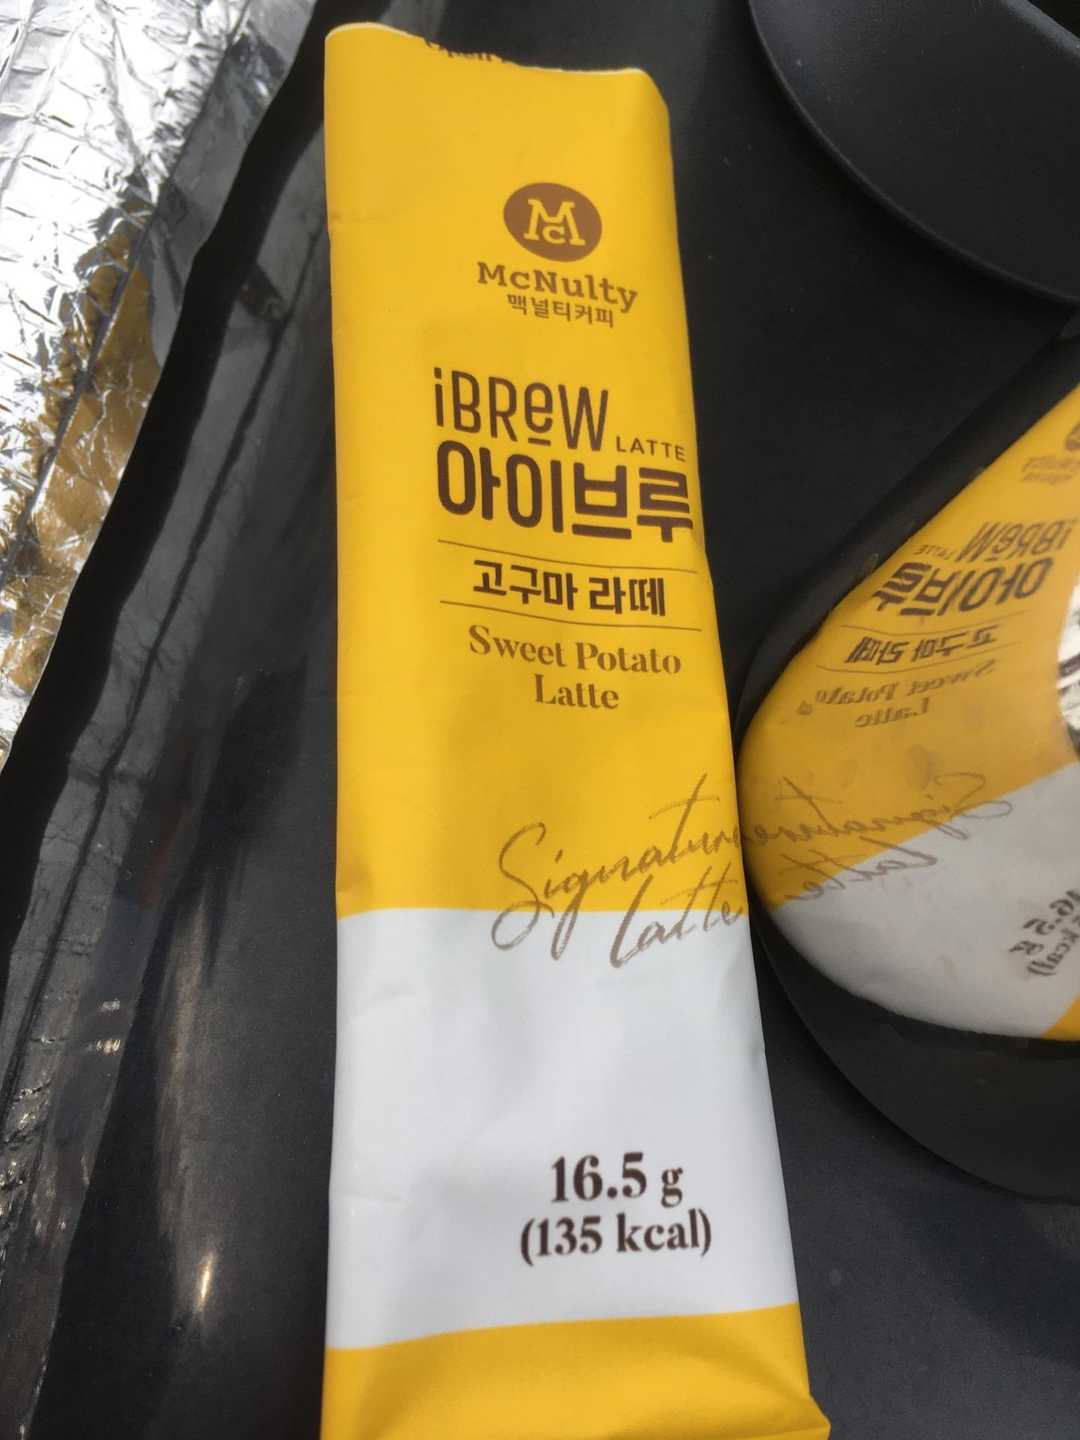 Mc
McNulty
맥널티커피
iBReW LATTE
아이브루
고구마 라떼
Sweet Potato
Latte
Signature
Latte
16.5 g
(135 kcal)